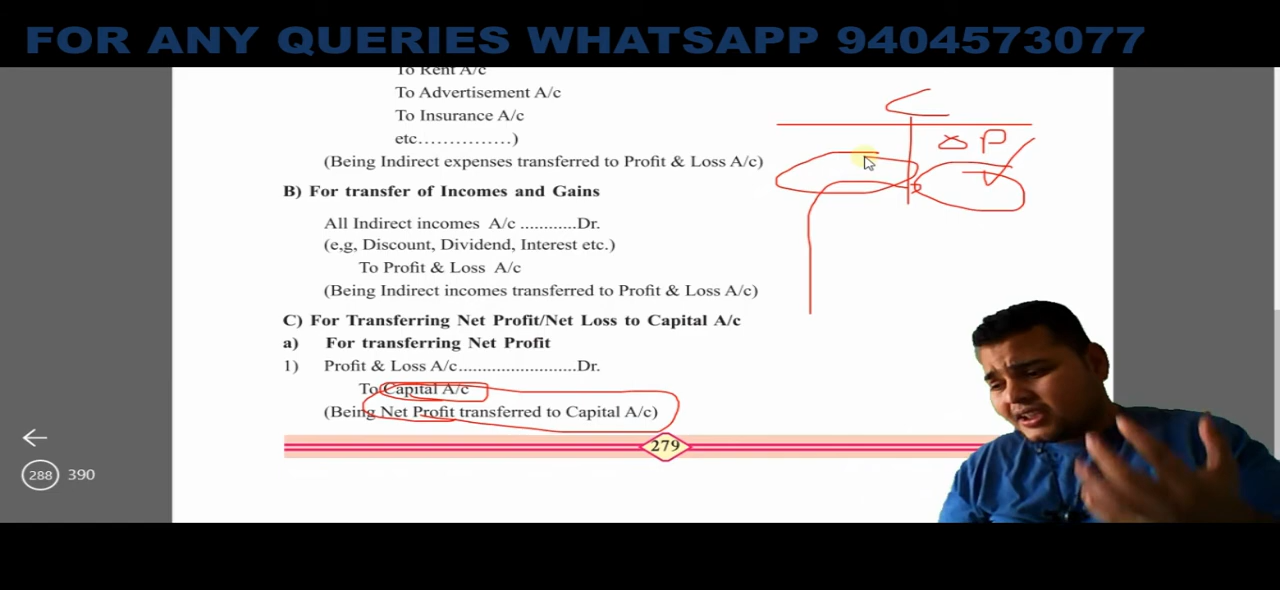 FOR ANY QUERIES WHATSAPP 9404573077
To Rent A/c
To Advertisement A/c
To Insurance A/c
etc……………)
(Being Indirect expenses transferred to Profit & Loss A/c)
B) For transfer of Incomes and Gains
All Indirect incomes A/c ............Dr.
(e,g, Discount, Dividend, Interest etc.)
To Profit & Loss A/c
(Being Indirect incomes transferred to Profit & Loss A/c)
C) For Transferring Net Profit/Net Loss to Capital A/c
a) For transferring Net Profit
1) Profit & Loss A/c.........................Dr.
To Capital A/c
(Being Net Profit transferred to Capital A/c)
279
288 390
C
P